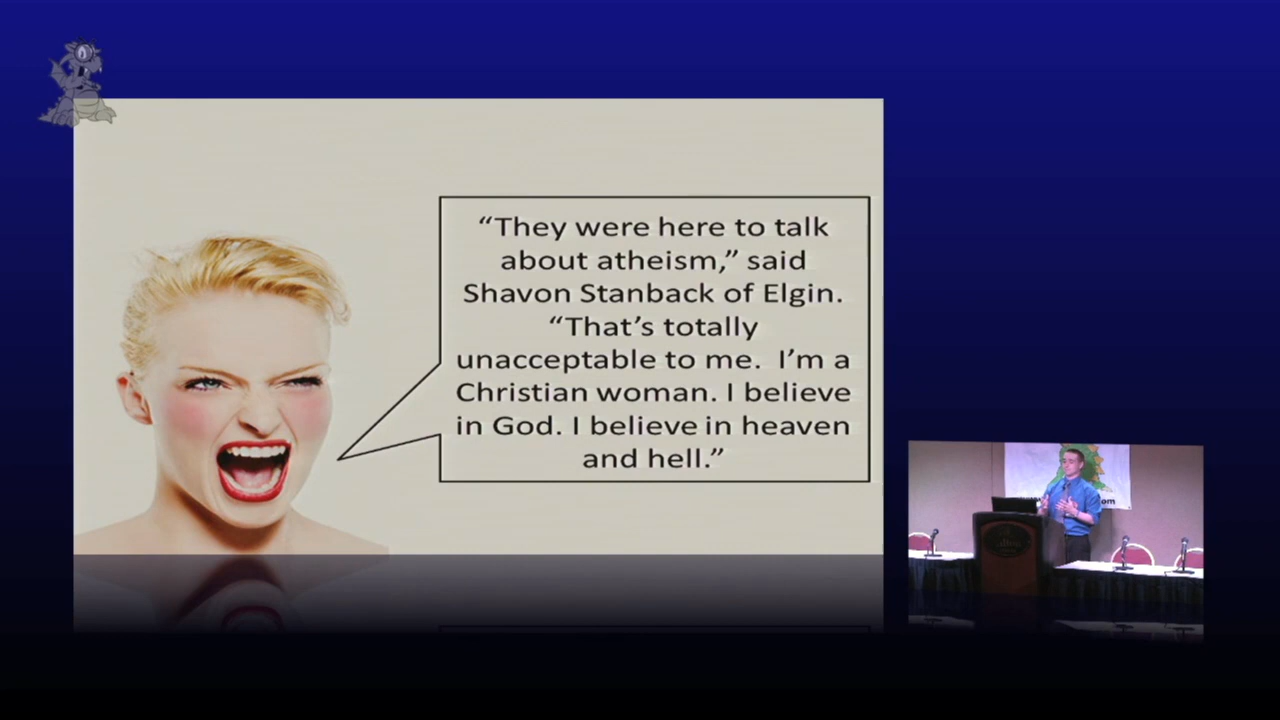 “They were here to talk
about atheism,” said
Shavon Stanback of Elgin.
“That’s totally
unacceptable to me.  I’m a
Christian woman. I believe
in God. I believe in heaven
and hell.”
om